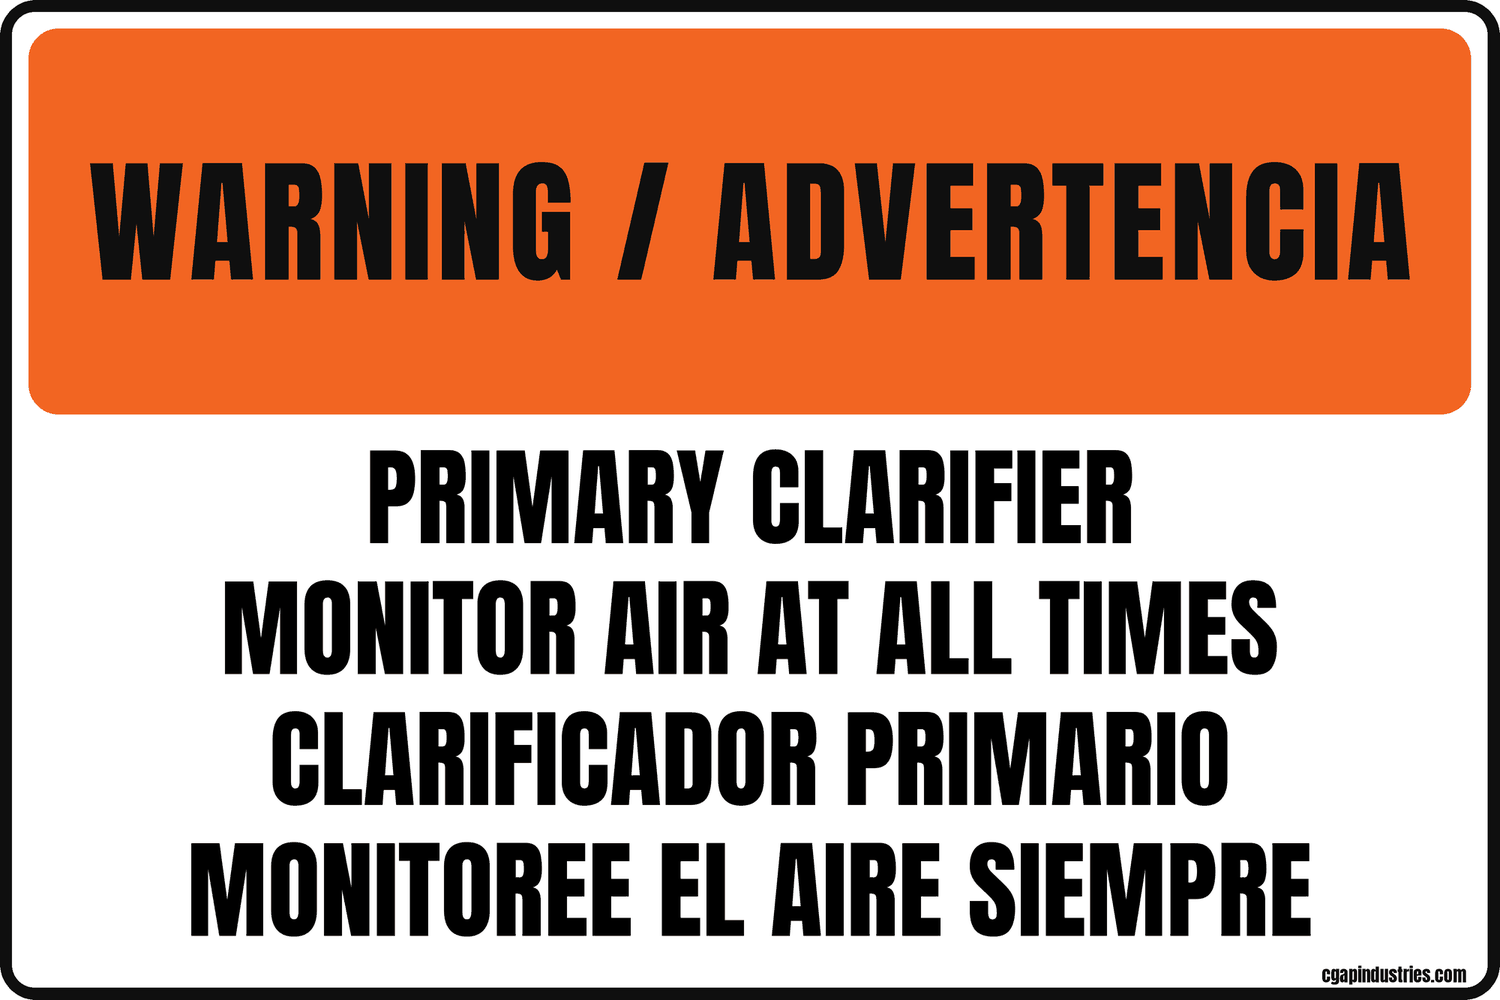 WARNING / ADVERTENCIA
PRIMARY CLARIFIER
MONITOR AIR AT ALL TIMES
CLARIFICADOR PRIMARIO
MONITOREE EL AIRE SIEMPRE
cgapindustries.com